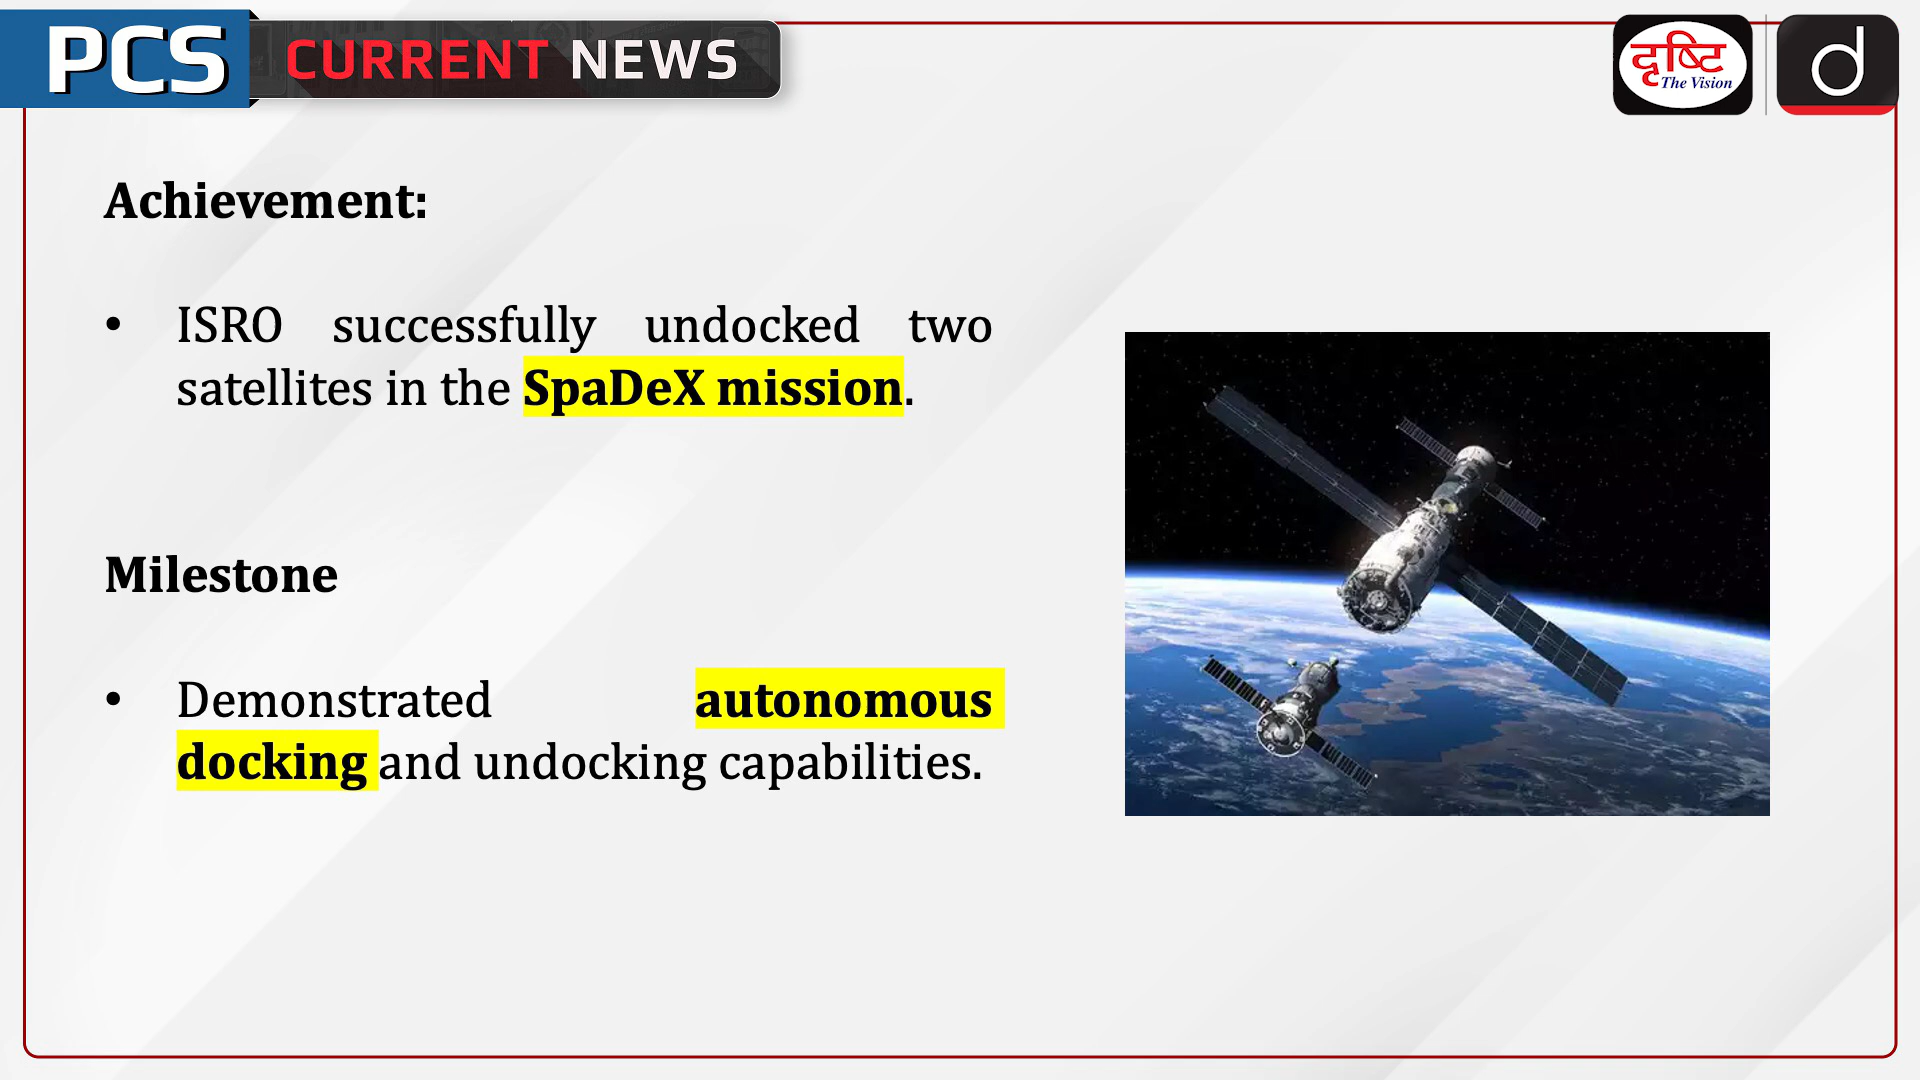 PCS CURRENT NEWS
दृष्टि
The Vision
d
Achievement:
• ISRO successfully undocked two
satellites in the SpaDeX mission.
Milestone
• Demonstrated autonomous
docking and undocking capabilities.